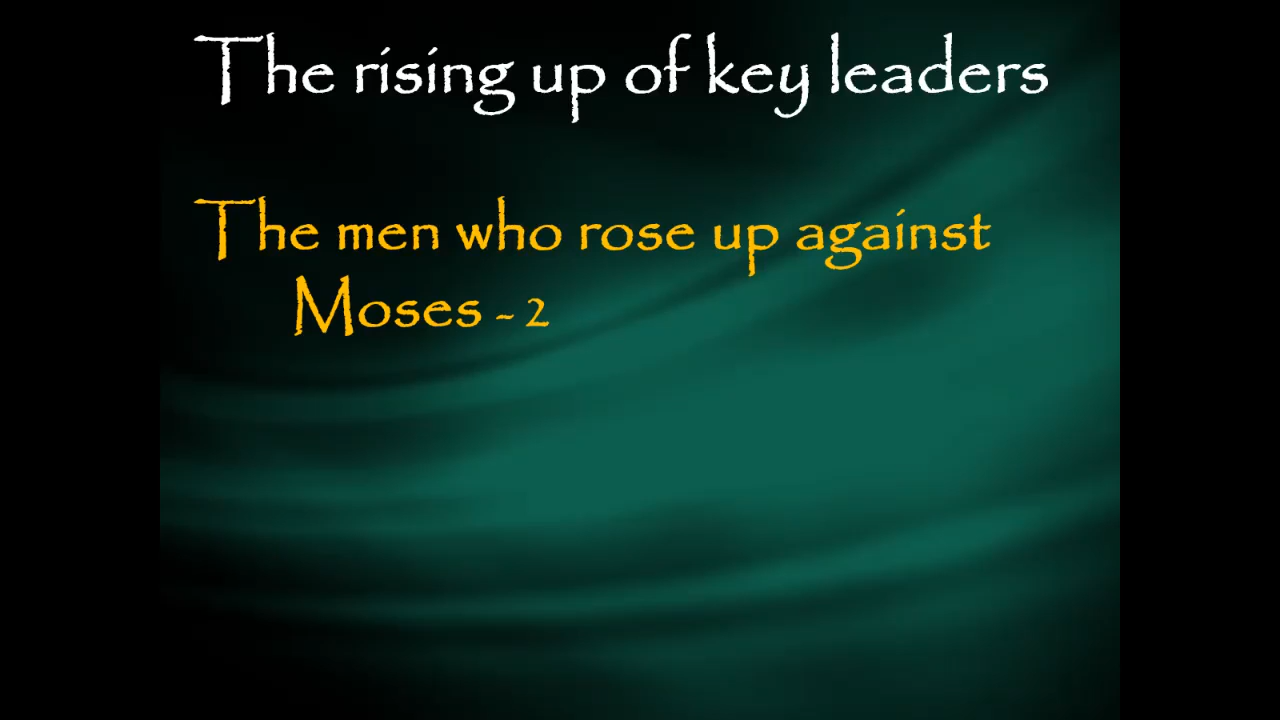 The rising up of key leaders
The men who rose up against
Moses - 2